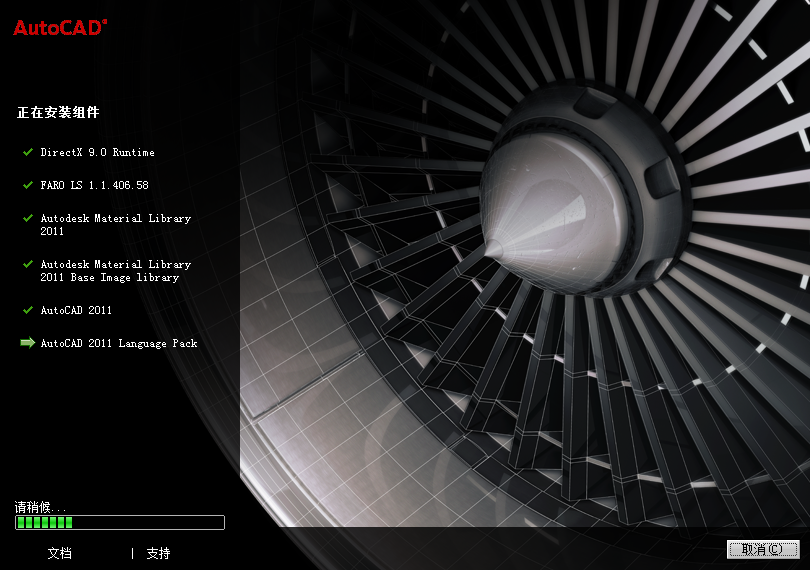 AutoCAD®
正在安装组件
DirectX 9.0 Runtime
FARO LS 1.1.406.58
Autodesk Material Library
2011
Autodesk Material Library
2011 Base Image library
AutoCAD 2011
AutoCAD 2011 Language Pack
请稍候...
文档 | 支持
取消(C)